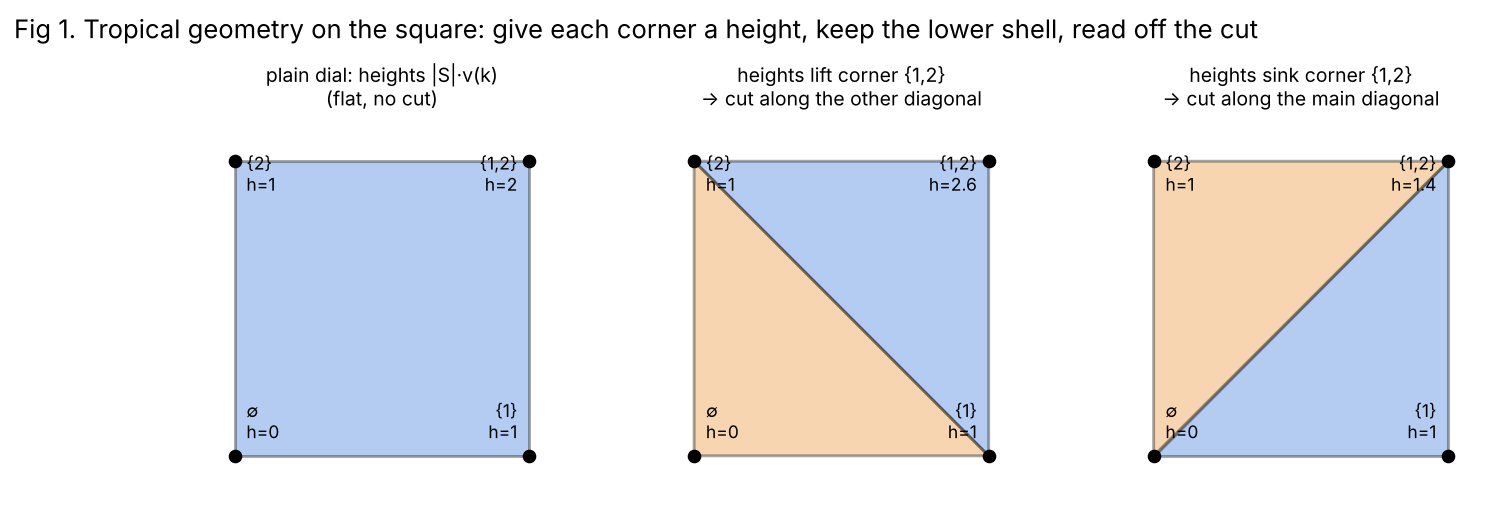 Fig 1. Tropical geometry on the square: give each corner a height, keep the lower shell, read off the cut
plain dial: heights |S|·v(k)
(flat, no cut)
heights lift corner {1,2}
→ cut along the other diagonal
heights sink corner {1,2}
→ cut along the main diagonal
{2}
h=1
{1,2}
h=2
∅
h=0
{1}
h=1
{2}
h=1
{1,2}
h=2.6
∅
h=0
{1}
h=1
{2}
h=1
{1,2}
h=1.4
∅
h=0
{1}
h=1